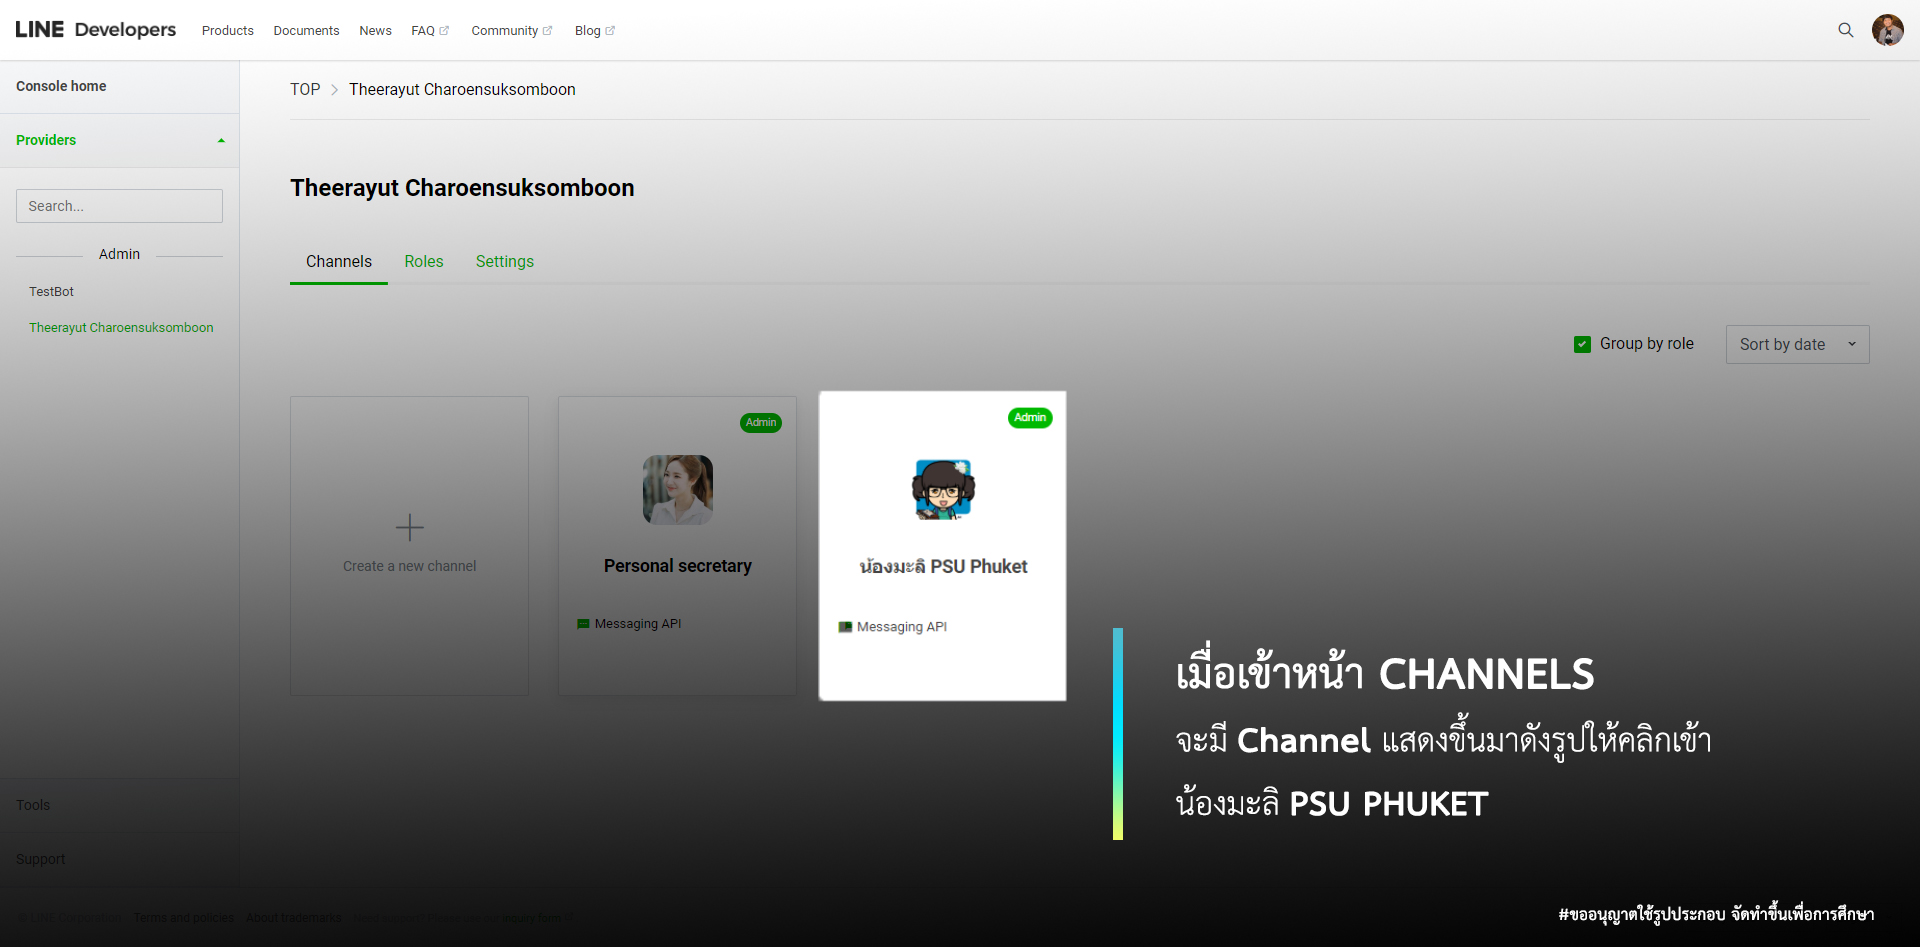 LINE Developers Products Documents News FAQ Community Blog
Console home
Providers
Search...
Admin
TestBot
Theerayut Charoensuksomboon
Tools
Support
TOP > Theerayut Charoensuksomboon
Theerayut Charoensuksomboon
Channels Roles Settings
Group by role Sort by date
Create a new channel
Admin
Personal secretary
Messaging API
Admin
น้องมะลิ PSU Phuket
Messaging API
เมื่อเข้าหน้า CHANNELS
จะมี Channel แสดงขึ้นมาดังรูปให้คลิกเข้า
น้องมะลิ PSU PHUKET
© LINE Corporation Terms and policies About trademarks
#ขออนุญาตใช้รูปประกอบ จัดทำขึ้นเพื่อการศึกษา